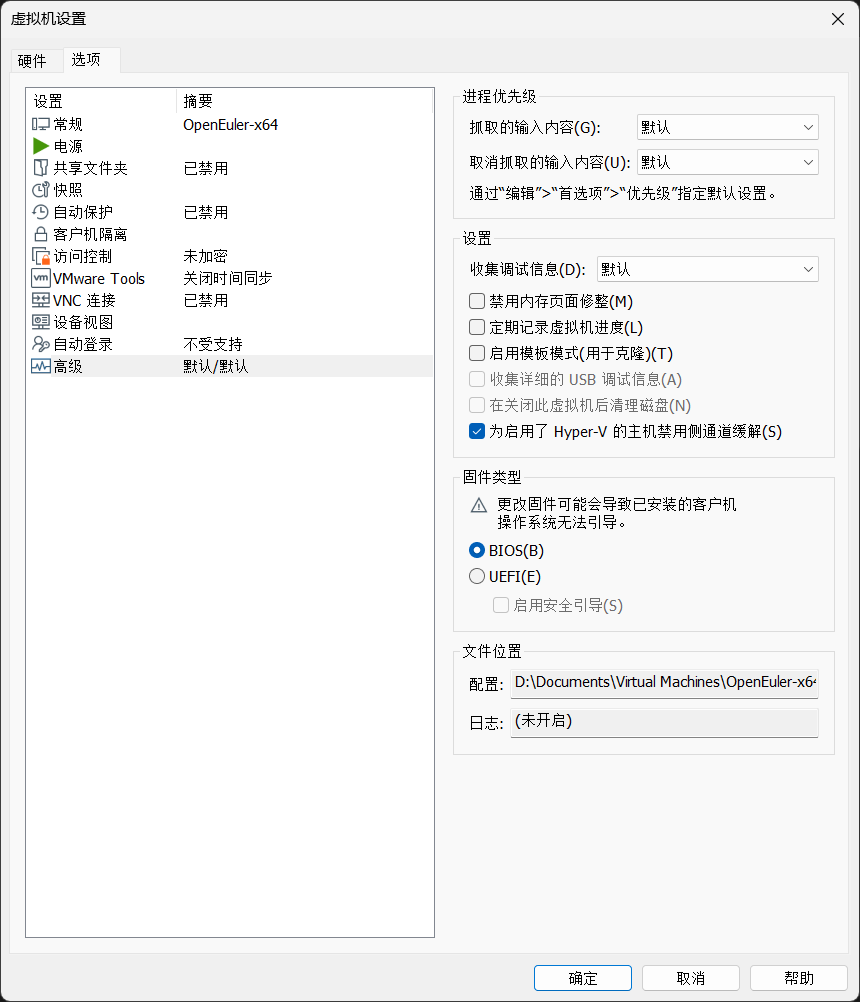 虚拟机设置
硬件 选项
设置 摘要
常规 OpenEuler-x64
电源
共享文件夹 已禁用
快照
自动保护 已禁用
客户机隔离
访问控制 未加密
VMware Tools 关闭时间同步
VNC 连接 已禁用
设备视图
自动登录 不受支持
高级 默认/默认
进程优先级
抓取的输入内容(G): 默认
取消抓取的输入内容(U): 默认
通过“编辑”>“首选项”>“优先级”指定默认设置。
设置
收集调试信息(D): 默认
禁用内存页面修整(M)
定期记录虚拟机进度(L)
启用模板模式(用于克隆)(T)
收集详细的 USB 调试信息(A)
在关闭此虚拟机后清理磁盘(N)
为启用了 Hyper-V 的主机禁用侧通道缓解(S)
固件类型
更改固件可能会导致已安装的客户机
操作系统无法引导。
BIOS(B)
UEFI(E)
启用安全引导(S)
文件位置
配置: D:\Documents\Virtual Machines\OpenEuler-x64
日志: (未开启)
确定 取消 帮助